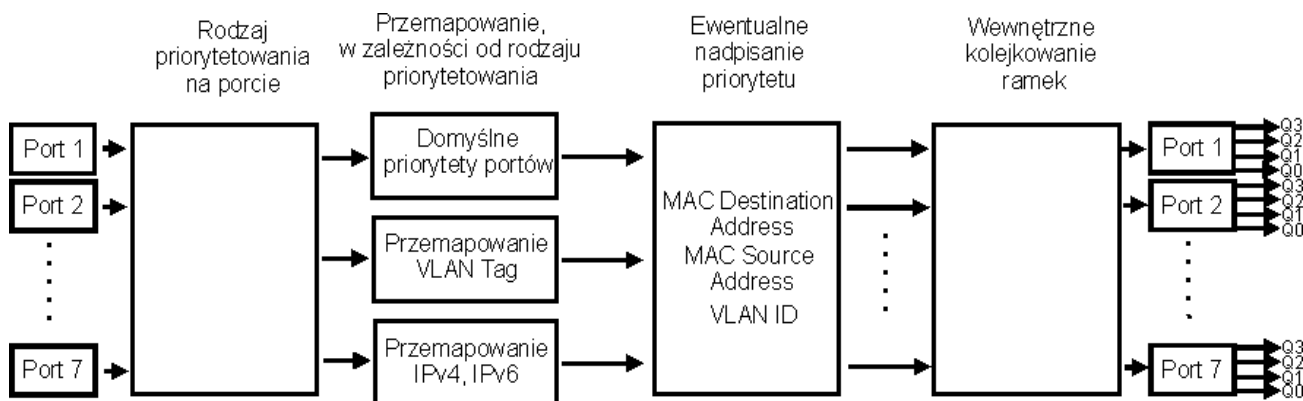 Rodzaj
priorytetowania
na porcie
Przemapowanie,
w zależności od rodzaju
priorytetowania
Ewentualne
nadpisanie
priorytetu
Wewnętrzne
kolejkowanie
ramek
Port 1
Port 2
Port 7
Domyślne
priorytety portów
Przemapowanie
VLAN Tag
Przemapowanie
IPv4, IPv6
MAC Destination
Address
MAC Source
Address
VLAN ID
Port 1
Q3
Q2
Q1
Q0
Port 2
Q3
Q2
Q1
Q0
Port 7
Q3
Q2
Q1
Q0